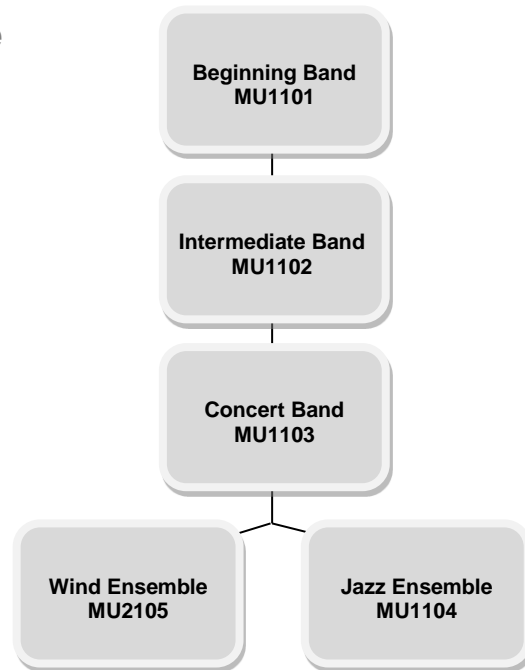 Beginning Band
MU1101
Intermediate Band
MU1102
Concert Band
MU1103
Wind Ensemble
MU2105
Jazz Ensemble
MU1104